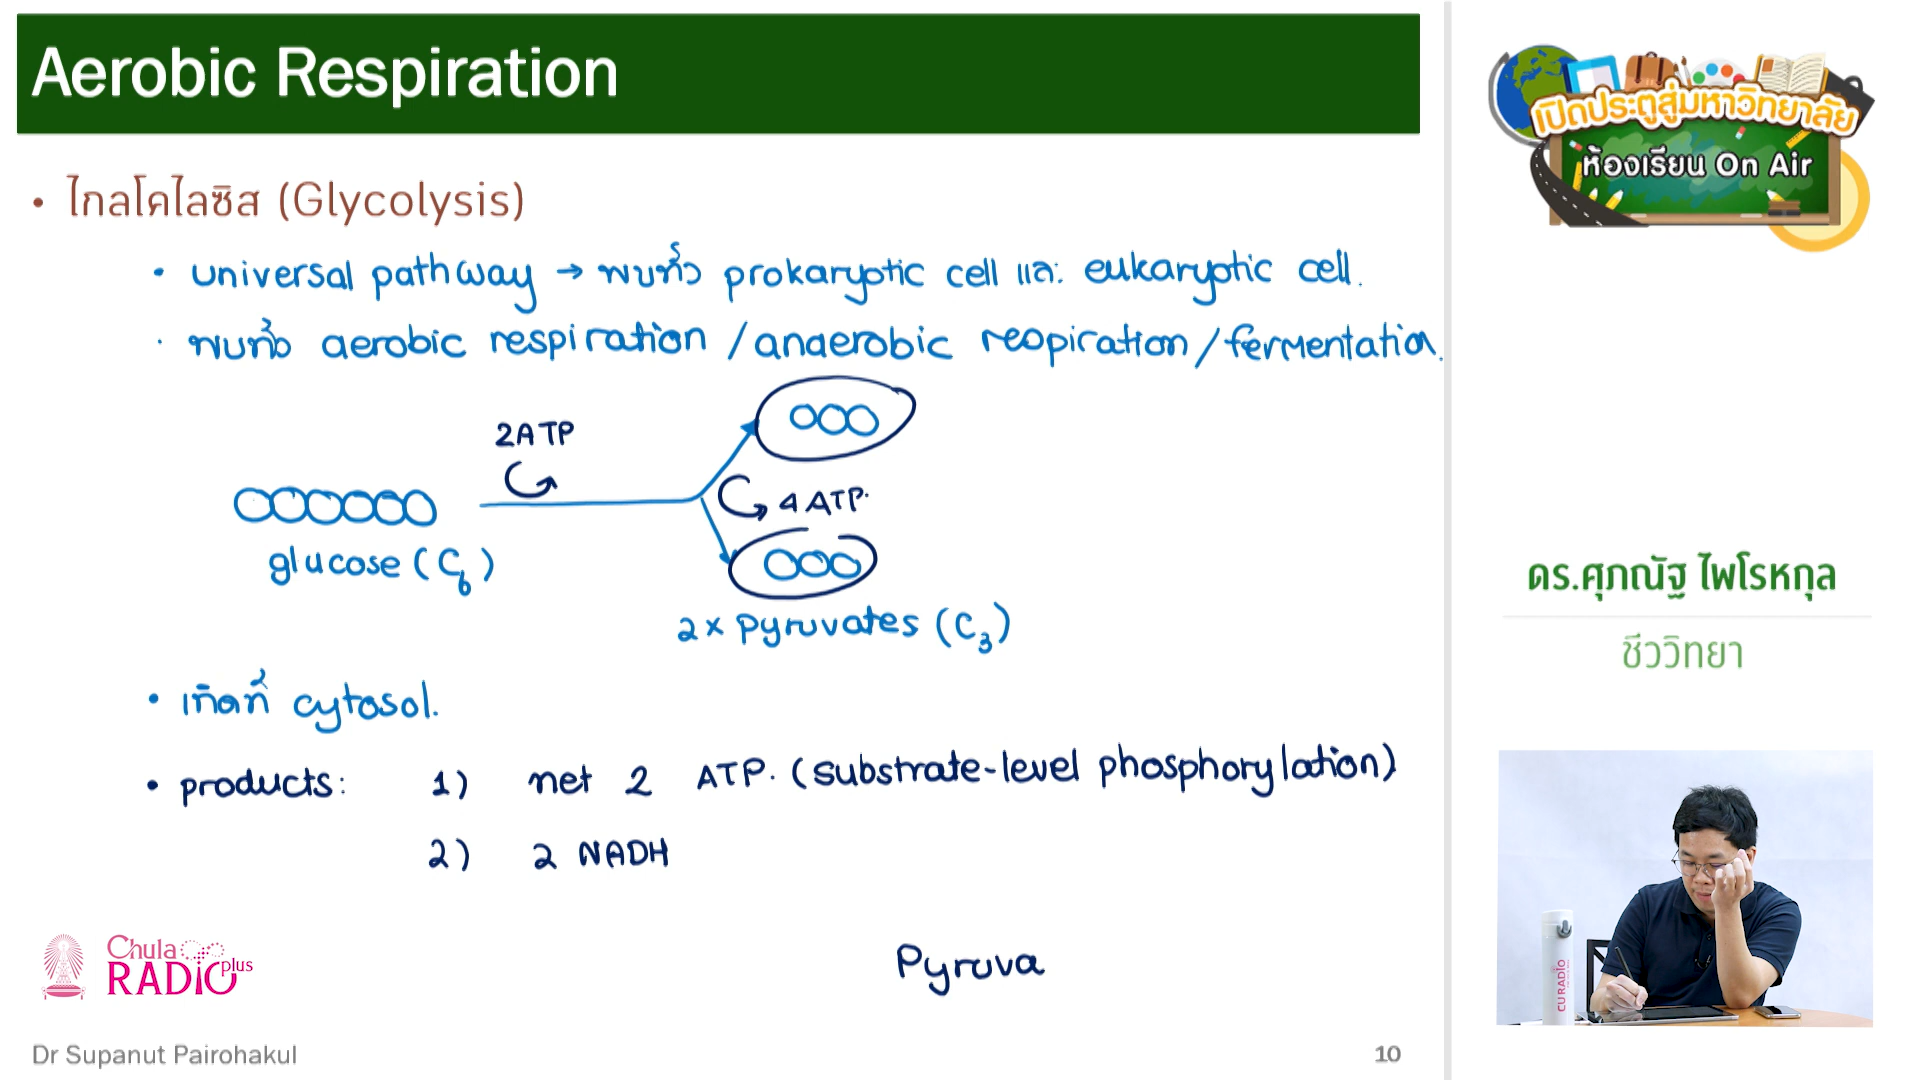 Aerobic Respiration
• ไกลโคไลซิส (Glycolysis)
• universal pathway → พบทั้ง prokaryotic cell และ eukaryotic cell.
• พบทั้ง aerobic respiration / anaerobic respiration / fermentation.
2ATP
4 ATP.
glucose (C6)
2 x pyruvates (C3)
• เกิดที่ cytosol.
• products: 1) net 2 ATP. (substrate-level phosphorylation)
2) 2 NADH
Pyruva
Chula
RADIO plus
Dr Supanut Pairohakul
10
เปิดประตูสู่มหาวิทยาลัย
ห้องเรียน On Air
ดร.ศุภณัฐ ไพโรหกุล
ชีววิทยา
CU RADIO